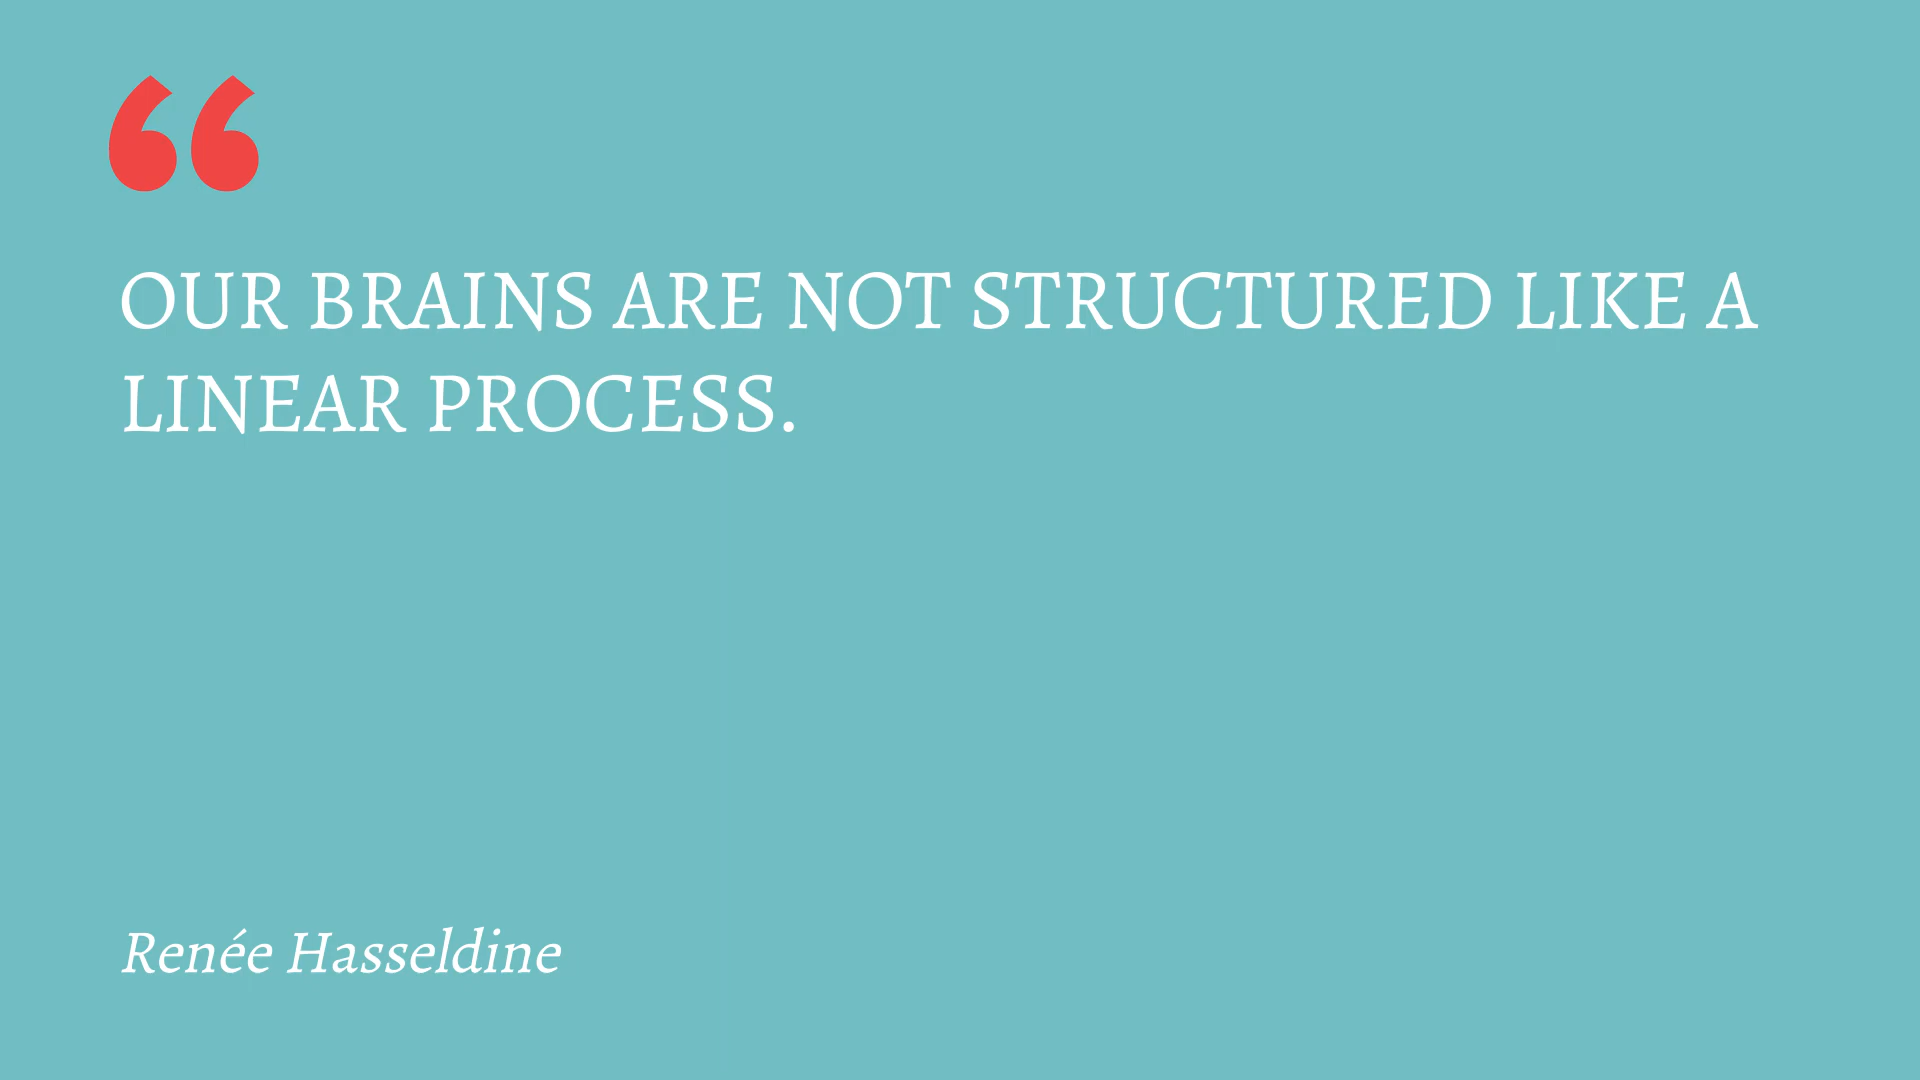 “
OUR BRAINS ARE NOT STRUCTURED LIKE A
LINEAR PROCESS.
Renée Hasseldine